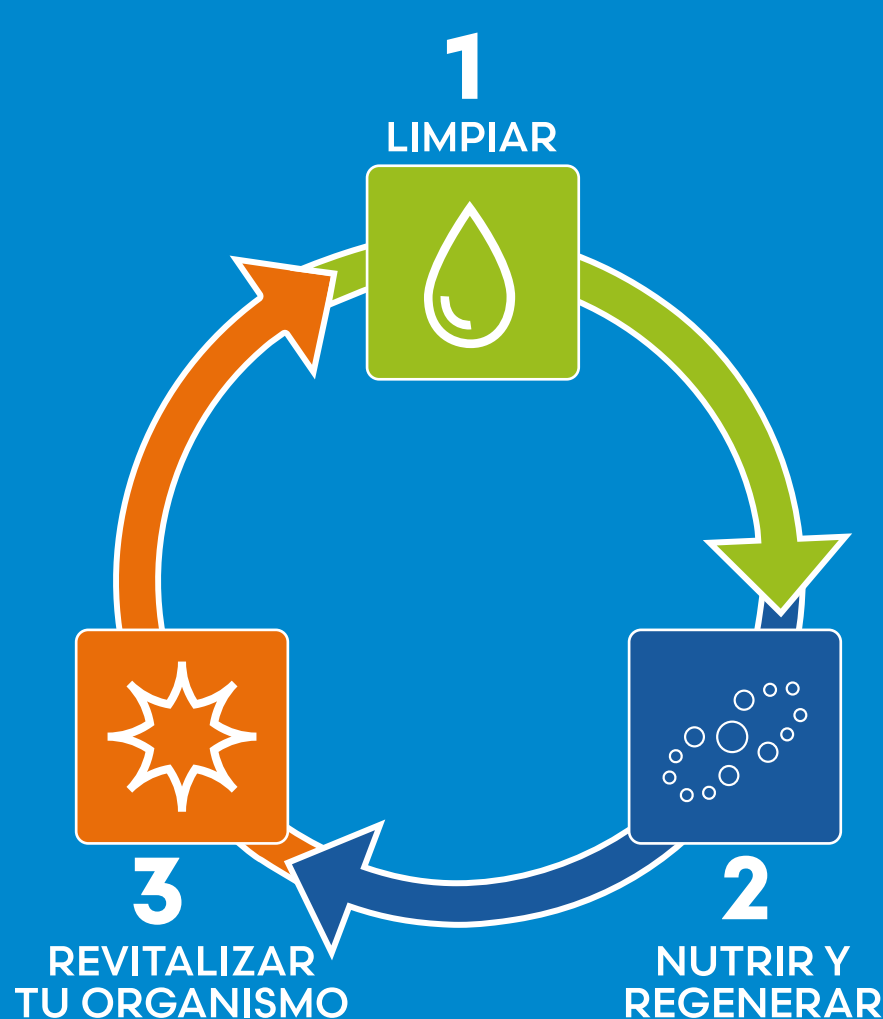 1
LIMPIAR
2
NUTRIR Y
REGENERAR
3
REVITALIZAR
TU ORGANISMO